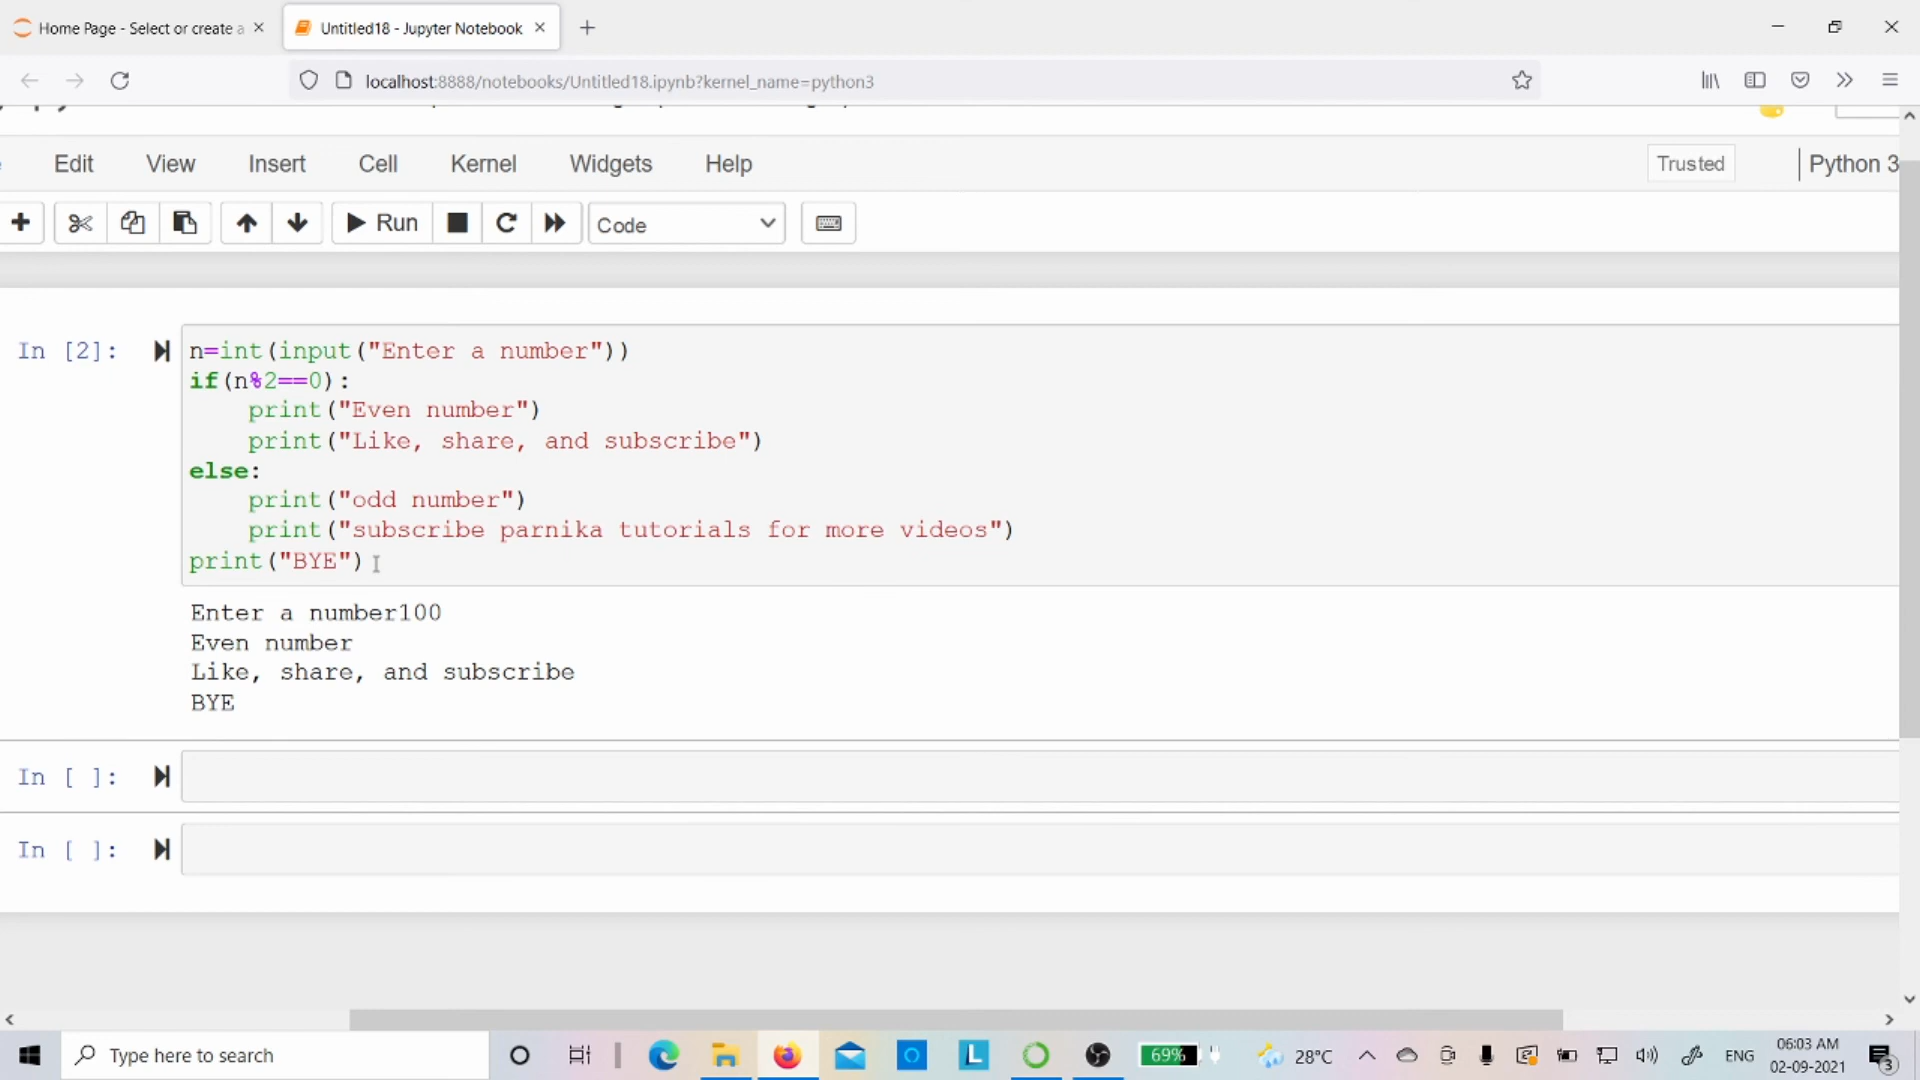 Home Page - Select or create a
Untitled18 - Jupyter Notebook
localhost:8888/notebooks/Untitled18.ipynb?kernel_name=python3
Edit View Insert Cell Kernel Widgets Help
Trusted
Python 3
Run
Code
In [2]:
n=int(input("Enter a number"))
if(n%2==0):
print("Even number")
print("Like, share, and subscribe")
else:
print("odd number")
print("subscribe parnika tutorials for more videos")
print("BYE")
Enter a number100
Even number
Like, share, and subscribe
BYE
In [ ]:
In [ ]:
Type here to search
L
69%
28°C
ENG
06:03 AM
02-09-2021
3